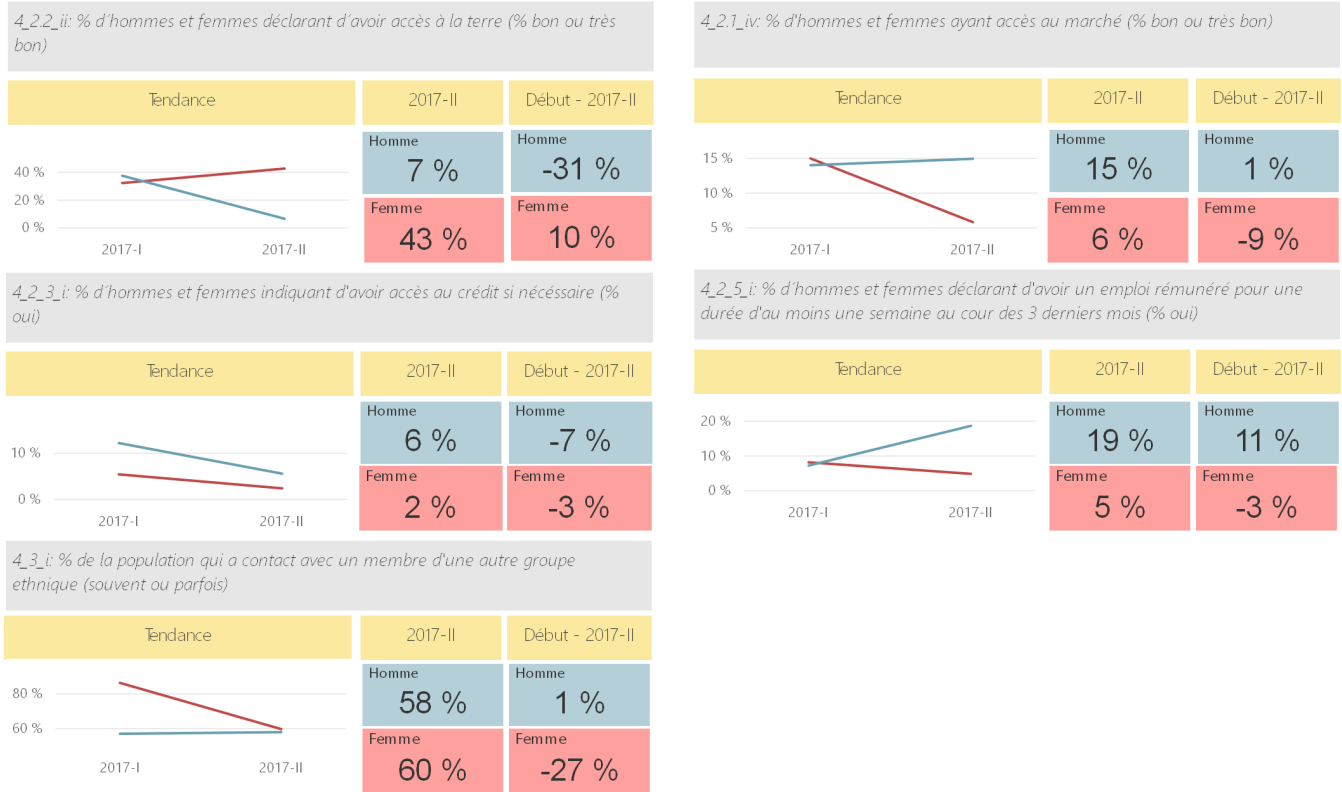 4_2.2_ii: % d´hommes et femmes déclarant d´avoir accès à la terre (% bon ou très
bon)
Tendance
2017-II
Début - 2017-II
40 %
20 %
0 %
2017-I
2017-II
Homme
7 %
Homme
-31 %
Femme
43 %
Femme
10 %
4_2.1_iv: % d'hommes et femmes ayant accès au marché (% bon ou très bon)
Tendance
2017-II
Début - 2017-II
15 %
10 %
5 %
2017-I
2017-II
Homme
15 %
Homme
1 %
Femme
6 %
Femme
-9 %
4_2_3_i: % d´hommes et femmes indiquant d'avoir accès au crédit si nécéssaire (%
oui)
Tendance
2017-II
Début - 2017-II
10 %
0 %
2017-I
2017-II
Homme
6 %
Homme
-7 %
Femme
2 %
Femme
-3 %
4_2_5_i: % d´hommes et femmes déclarant d'avoir un emploi rémunéré pour une
durée d'au moins une semaine au cour des 3 derniers mois (% oui)
Tendance
2017-II
Début - 2017-II
20 %
10 %
0 %
2017-I
2017-II
Homme
19 %
Homme
11 %
Femme
5 %
Femme
-3 %
4_3_i: % de la population qui a contact avec un membre d'une autre groupe
ethnique (souvent ou parfois)
Tendance
2017-II
Début - 2017-II
80 %
60 %
2017-I
2017-II
Homme
58 %
Homme
1 %
Femme
60 %
Femme
-27 %